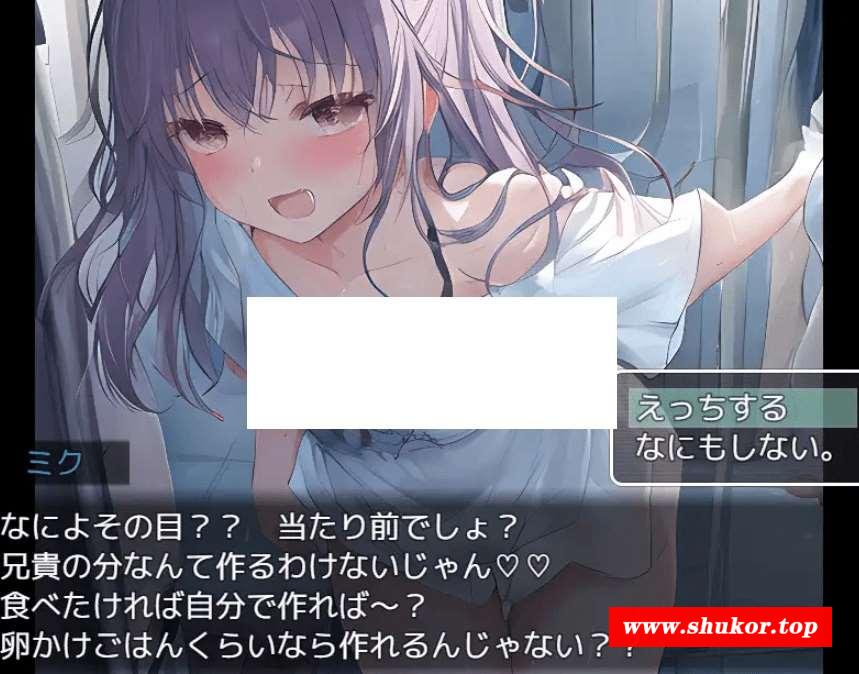 えっちする
なにもしない。
ミク
なによその目？？　当たり前でしょ？
兄貴の分なんて作るわけないじゃん♡♡
食べたければ自分で作れば～？
卵かけごはんくらいなら作れるんじゃない？？
www.shukor.top